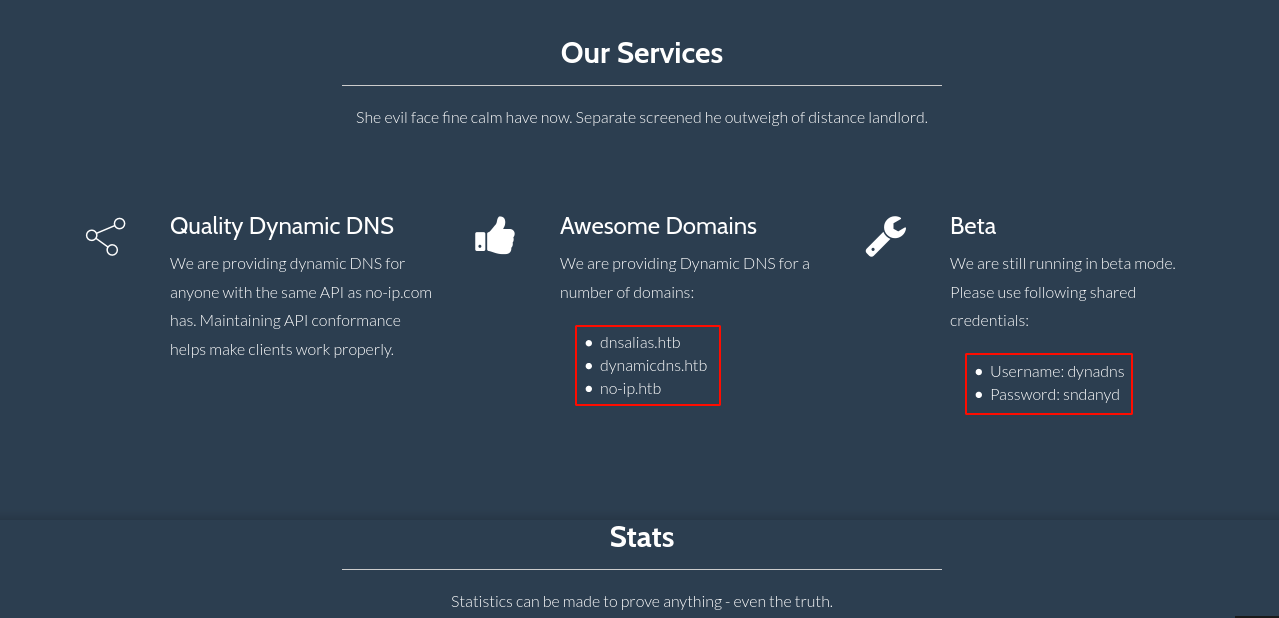 Our Services
She evil face fine calm have now. Separate screened he outweigh of distance landlord.
Quality Dynamic DNS
We are providing dynamic DNS for
anyone with the same API as no-ip.com
has. Maintaining API conformance
helps make clients work properly.
Awesome Domains
We are providing Dynamic DNS for a
number of domains:
dnsalias.htb
dynamicdns.htb
no-ip.htb
Beta
We are still running in beta mode.
Please use following shared
credentials:
Username: dynadns
Password: sndanyd
Stats
Statistics can be made to prove anything - even the truth.